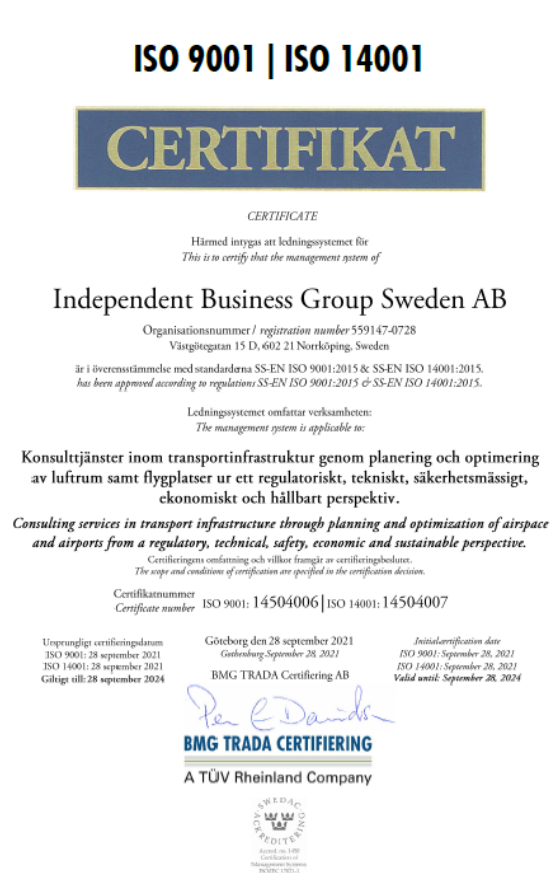 ISO 9001 | ISO 14001
CERTIFIKAT
CERTIFICATE
Härmed intygas att ledningssystemet för
This is to certify that the management system of
Independent Business Group Sweden AB
Organisationsnummer / registration number 559147-0728
Västgötegatan 15 D, 602 21 Norrköping, Sweden
är i överensstämmelse med standarderna SS-EN ISO 9001:2015 & SS-EN ISO 14001:2015.
has been approved according to regulations SS-EN ISO 9001:2015 & SS-EN ISO 14001:2015.
Ledningssystemet omfattar verksamheten:
The management system is applicable to:
Konsulttjänster inom transportinfrastruktur genom planering och optimering
av luftrum samt flygplatser ur ett regulatoriskt, tekniskt, säkerhetsmässigt,
ekonomiskt och hållbart perspektiv.
Consulting services in transport infrastructure through planning and optimization of airspace
and airports from a regulatory, technical, safety, economic and sustainable perspective.
Certifieringens omfattning och villkor framgår av certifieringsbeslutet.
The scope and conditions of certification are specified in the certification decision.
Certifikatnummer
Certificate number ISO 9001: 14504006 | ISO 14001: 14504007
Ursprungligt certifieringsdatum
ISO 9001: 28 september 2021
ISO 14001: 28 september 2021
Giltigt till: 28 september 2024
Göteborg den 28 september 2021
Gothenburg September 28, 2021
BMG TRADA Certifiering AB
Initial certification date
ISO 9001: September 28, 2021
ISO 14001: September 28, 2021
Valid until: September 28, 2024
BMG TRADA CERTIFIERING
A TÜV Rheinland Company
SWEDAC
ACKREDITERING
Accred. no. 1450
Certification of
Management Systems